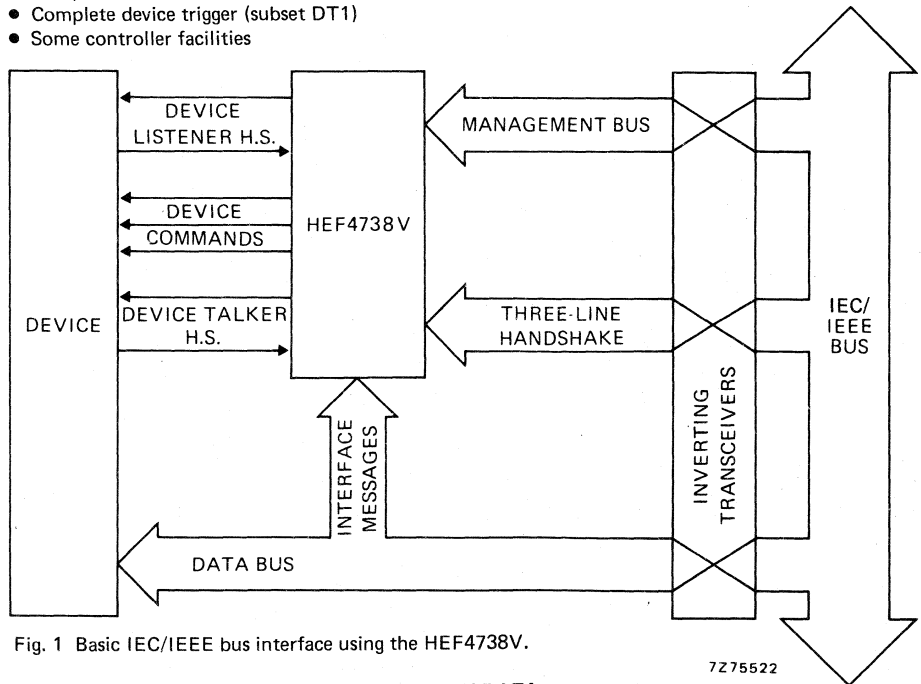 ● Complete device trigger (subset DT1)
● Some controller facilities
DEVICE
LISTENER H.S.
DEVICE
COMMANDS
DEVICE TALKER
H.S.
DEVICE
HEF4738V
MANAGEMENT BUS
THREE-LINE
HANDSHAKE
INTERFACE
MESSAGES
DATA BUS
INVERTING
TRANSCEIVERS
IEC/
IEEE
BUS
Fig. 1 Basic IEC/IEEE bus interface using the HEF4738V.
7Z75522